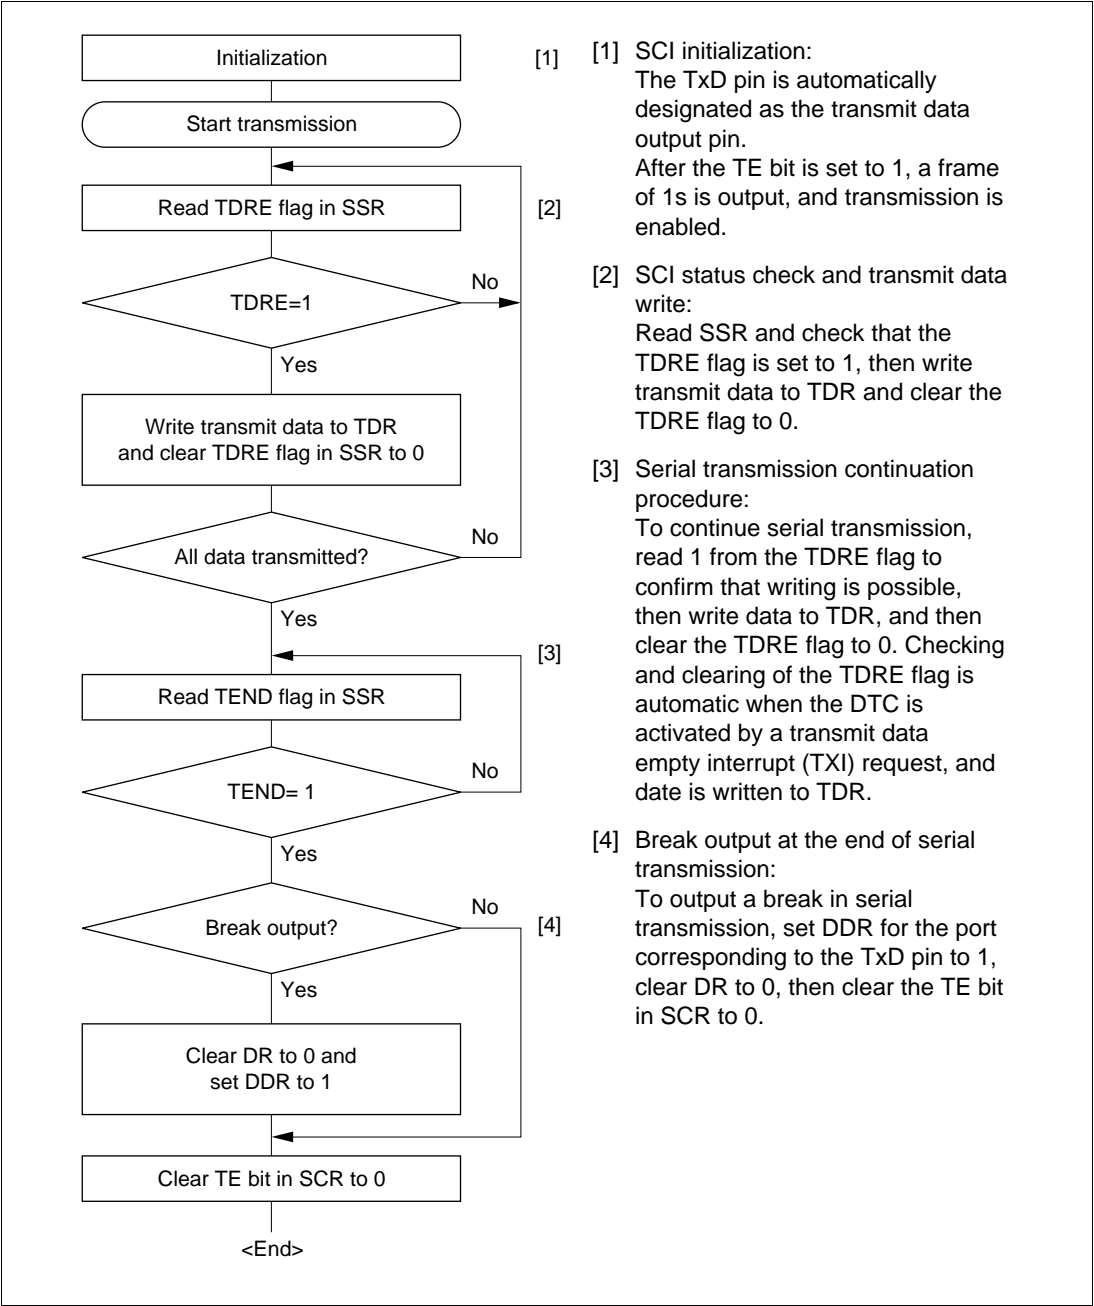 Initialization
[1]
Start transmission
Read TDRE flag in SSR
[2]
TDRE=1
No
Yes
Write transmit data to TDR
and clear TDRE flag in SSR to 0
All data transmitted?
No
Yes
[3]
Read TEND flag in SSR
TEND= 1
No
Yes
Break output?
No
[4]
Yes
Clear DR to 0 and
set DDR to 1
Clear TE bit in SCR to 0
<End>
[1] SCI initialization:
The TxD pin is automatically
designated as the transmit data
output pin.
After the TE bit is set to 1, a frame
of 1s is output, and transmission is
enabled.
[2] SCI status check and transmit data
write:
Read SSR and check that the
TDRE flag is set to 1, then write
transmit data to TDR and clear the
TDRE flag to 0.
[3] Serial transmission continuation
procedure:
To continue serial transmission,
read 1 from the TDRE flag to
confirm that writing is possible,
then write data to TDR, and then
clear the TDRE flag to 0. Checking
and clearing of the TDRE flag is
automatic when the DTC is
activated by a transmit data
empty interrupt (TXI) request, and
date is written to TDR.
[4] Break output at the end of serial
transmission:
To output a break in serial
transmission, set DDR for the port
corresponding to the TxD pin to 1,
clear DR to 0, then clear the TE bit
in SCR to 0.